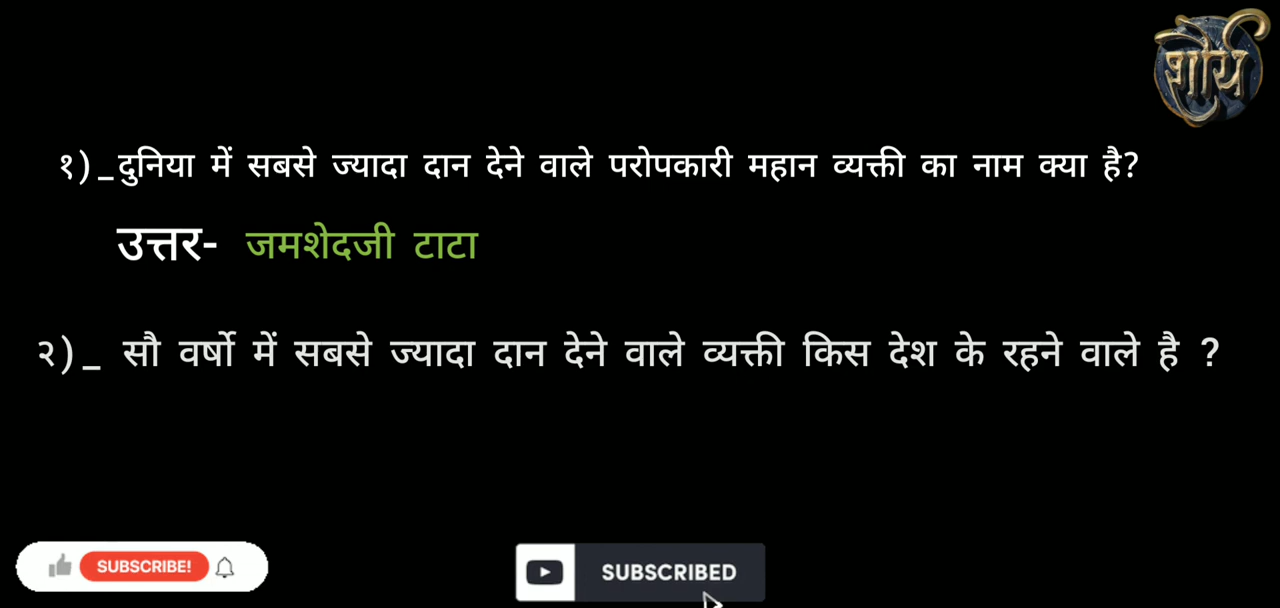 शौर्य
१)_दुनिया में सबसे ज्यादा दान देने वाले परोपकारी महान व्यक्ती का नाम क्या है?
उत्तर- जमशेदजी टाटा
२)_ सौ वर्षो में सबसे ज्यादा दान देने वाले व्यक्ती किस देश के रहने वाले है ?
SUBSCRIBE!
SUBSCRIBED